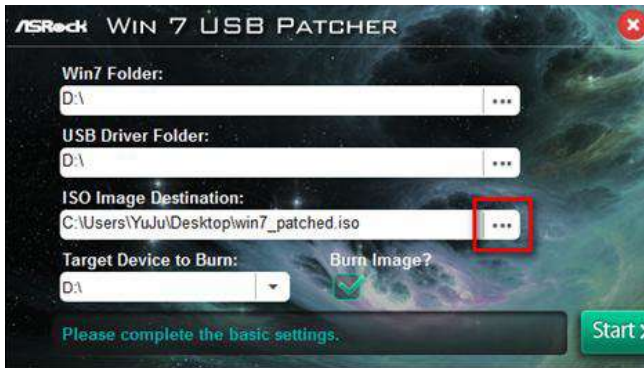 ASRock WIN 7 USB PATCHER
Win7 Folder:
D:\
...
USB Driver Folder:
D:\
...
ISO Image Destination:
C:\Users\YuJu\Desktop\win7_patched.iso
...
Target Device to Burn: Burn Image?
D:\
Please complete the basic settings.
Start